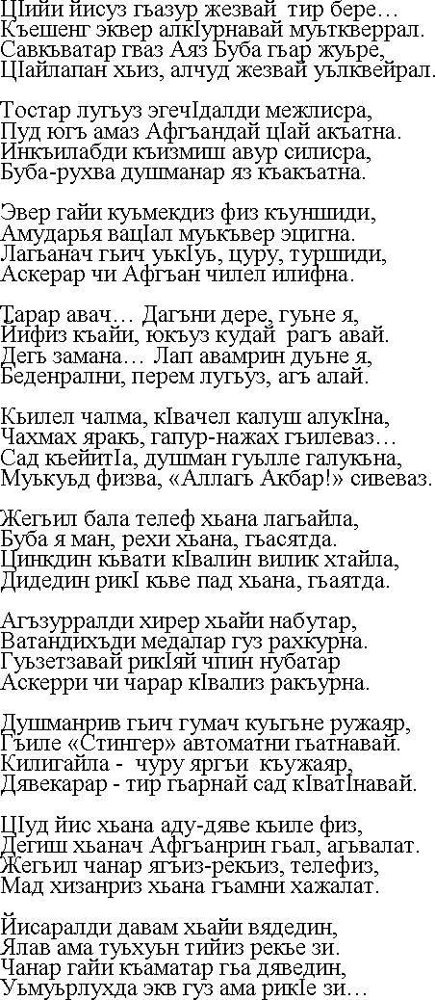 ЦIийи йисуз гьазур жезвай  тир бере…
Къешенг эквер алкIурнавай муьткверрал.
Савкьватар гваз Аяз Буба гьар жуьре,
ЦIайлапан хьиз, алчуд жезвай уьлквейрал.

Тостар лугьуз эгечIдалди межлисра,
Пуд югъ амаз Афгъандай цIай акъатна.
Инкъилабди къизмиш авур силисра,
Буба-рухва душманар яз къакъатна.

Эвер гайи куьмекдиз физ къуншиди,
Амударья вацIал муькъвер эцигна.
Лагьанач гьич уькIуь, цуру, туршиди,
Аскерар чи Афгъан чилел илифна.

Тарар авач… Дагъни дере, гуьне я,
Йифиз къайи, юкъуз кудай  рагъ авай.
Дегь замана… Лап авамрин дуьне я,
Беденрални, перем лугьуз, агъ алай.

Кьилел чалма, кIвачел калуш алукIна,
Чахмах яракь, гапур-нажах гъилеваз…
Сад кьейитIа, душман гуьлле галукьна,
Муькуьд физва, «Аллагь Акбар!» сивеваз.

Жегьил бала телеф хьана лагьайла,
Буба я ман, рехи хьана, гьасятда.
Цинкдин кьвати кIвалин вилик хтайла,
Дидедин рикI кьве пад хьана, гьаятда.

Агъзурралди хирер хьайи набутар,
Ватандихъди медалар гуз рахкурна.
Гуьзетзавай рикIяй чпин нубатар
Аскерри чи чарар кIвализ ракъурна.

Душманрив гьич гумач куьгьне ружаяр,
Гъиле «Стингер» автоматни гьатнавай.
Килигайла -  чуру яргъи  къужаяр,
Дявекарар - тир гьарнай сад кIватIнавай.

ЦIуд йис хьана аду-дяве кьиле физ,
Дегиш хьанач Афгъанрин гьал, агьвалат.
Жегьил чанар ягъиз-рекьиз, телефиз,
Мад хизанриз хьана гъамни хажалат.

Йисаралди давам хьайи вядедин,
Ялав ама туьхуьн тийиз рекье зи.
Чанар гайи къаматар гьа дяведин,
Уьмуьрлухда экв гуз ама рикIе зи…